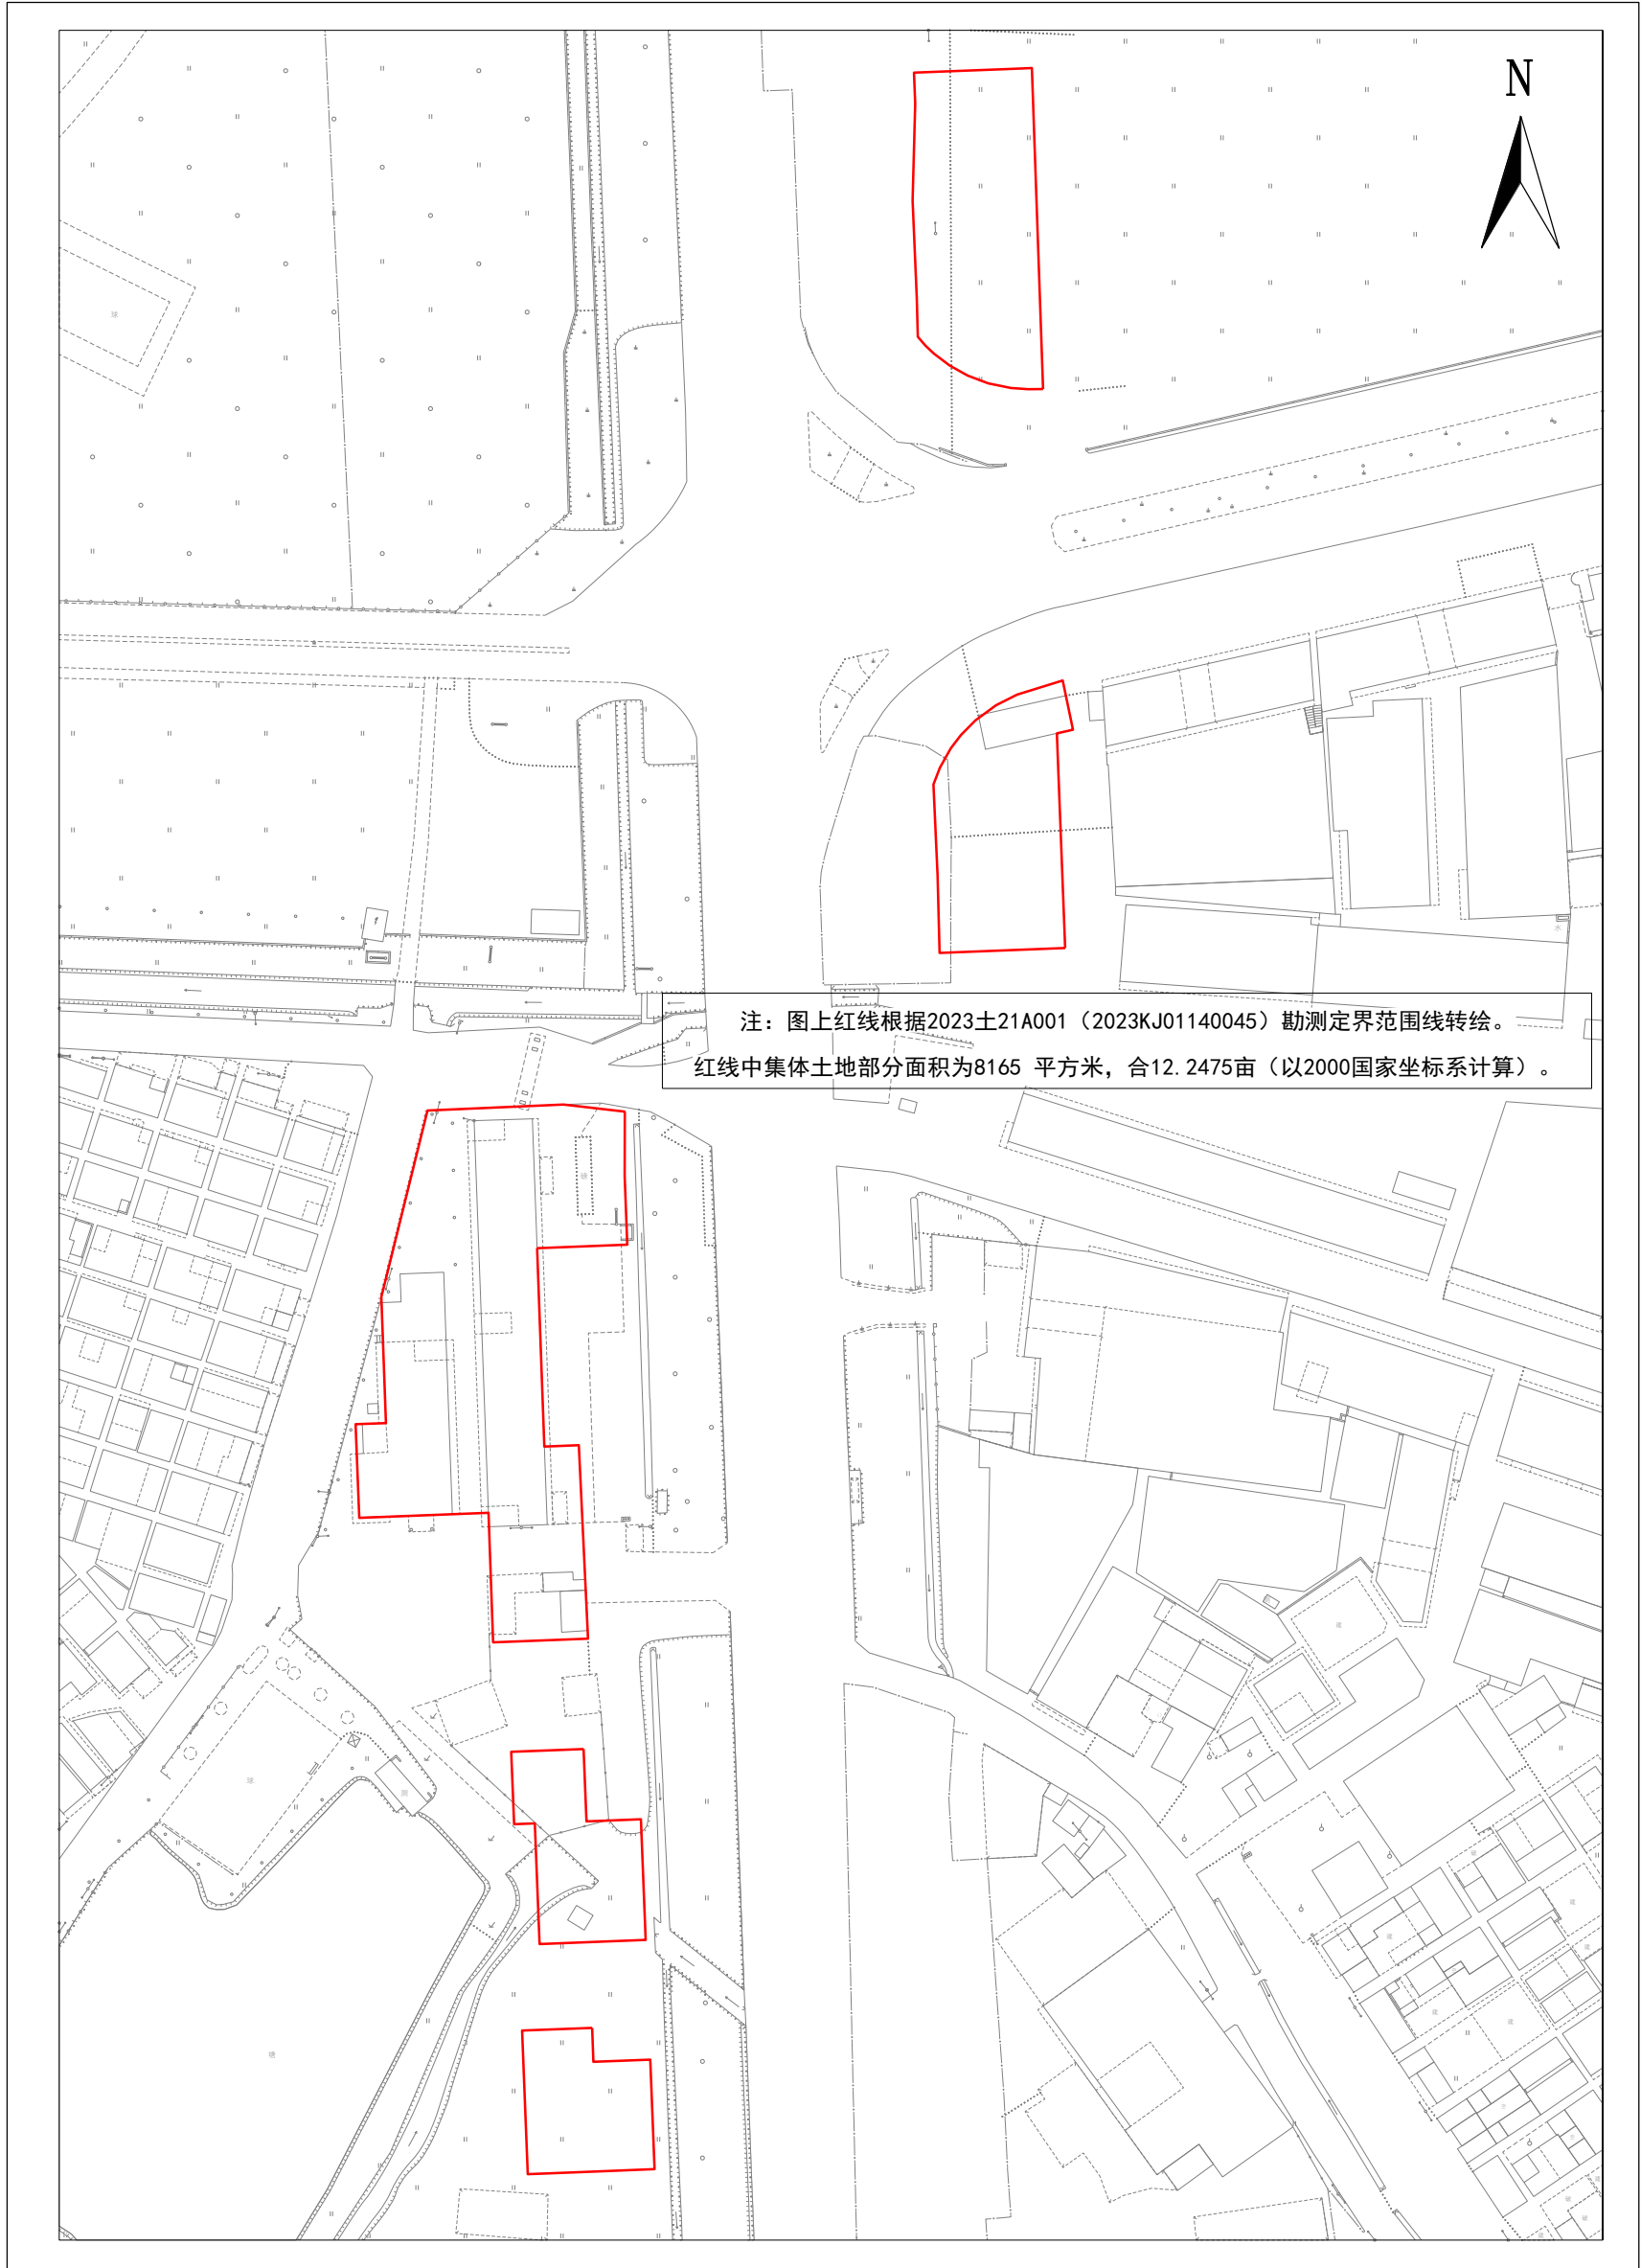 N
球
注：图上红线根据2023土21A001（2023KJ01140045）勘测定界范围线转绘。
红线中集体土地部分面积为8165 平方米，合12.2475亩（以2000国家坐标系计算）。
球
塘